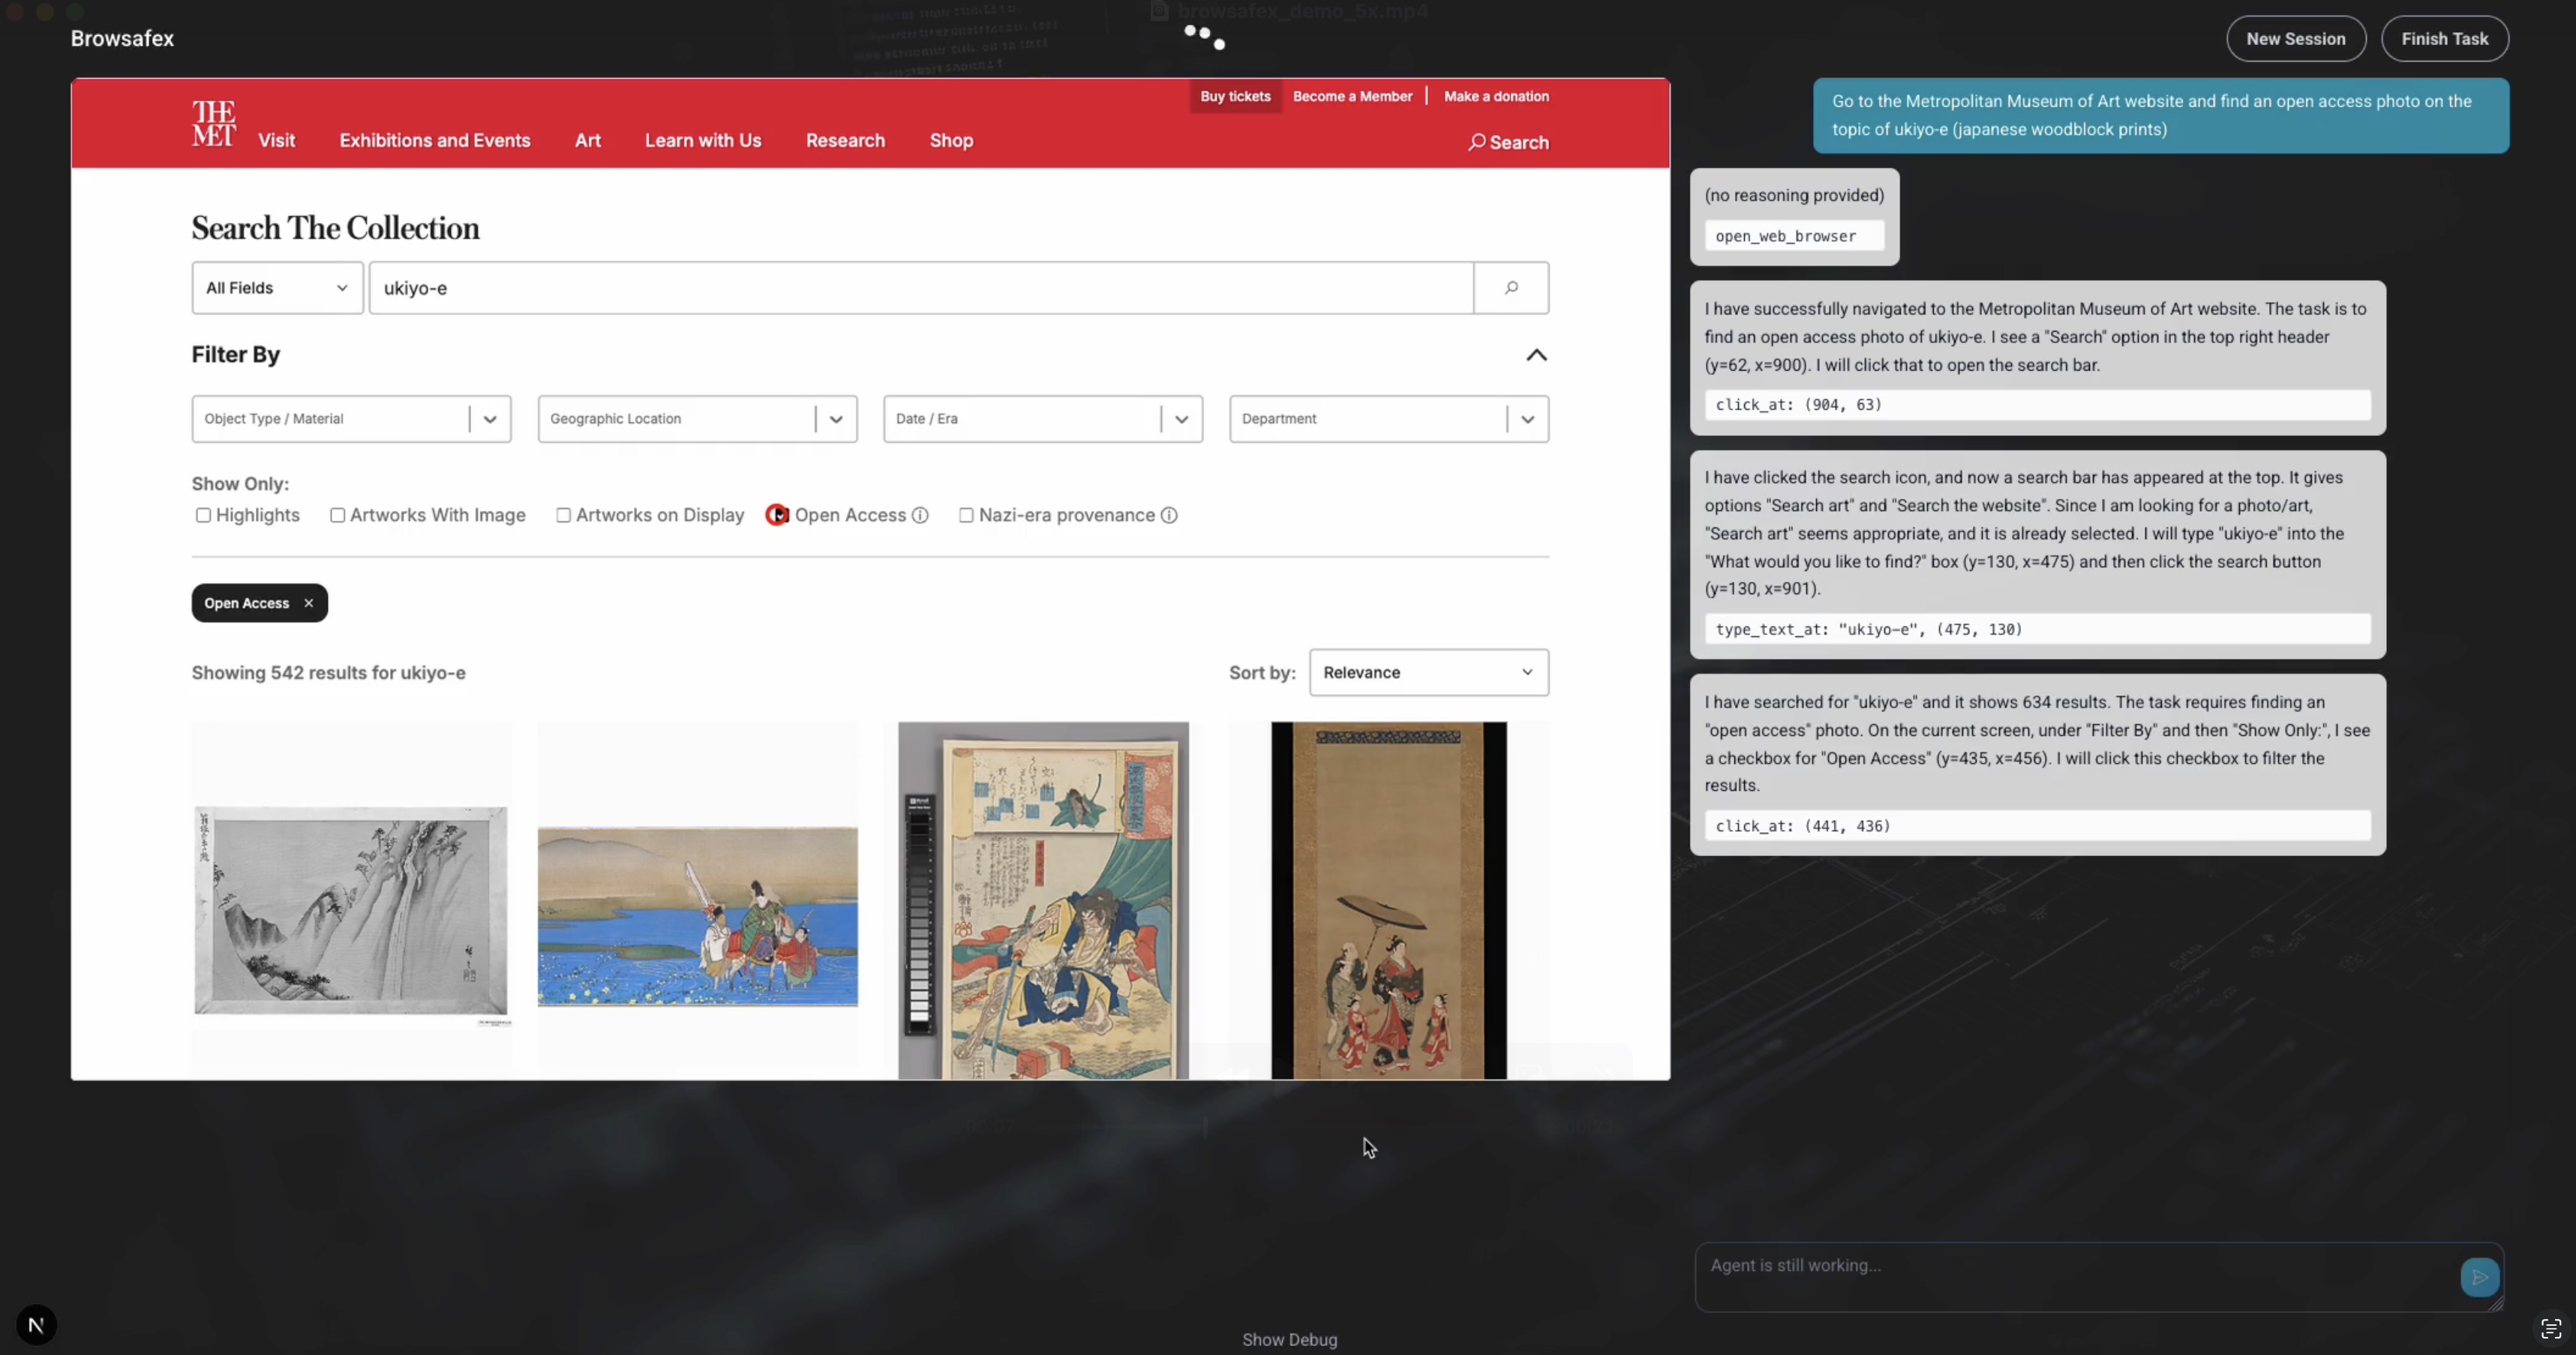 browsafex_demo_5x.mp4
Browsafex
New Session
Finish Task
THE
MET
Buy tickets
Become a Member
Make a donation
Visit
Exhibitions and Events
Art
Learn with Us
Research
Shop
Search
Search The Collection
All Fields
ukiyo-e
Filter By
Object Type / Material
Geographic Location
Date / Era
Department
Show Only:
Highlights
Artworks With Image
Artworks on Display
Open Access
Nazi-era provenance
Open Access ×
Showing 542 results for ukiyo-e
Sort by:
Relevance
Go to the Metropolitan Museum of Art website and find an open access photo on the
topic of ukiyo-e (japanese woodblock prints)
(no reasoning provided)
open_web_browser
I have successfully navigated to the Metropolitan Museum of Art website. The task is to
find an open access photo of ukiyo-e. I see a "Search" option in the top right header
(y=62, x=900). I will click that to open the search bar.
click_at: (904, 63)
I have clicked the search icon, and now a search bar has appeared at the top. It gives
options "Search art" and "Search the website". Since I am looking for a photo/art,
"Search art" seems appropriate, and it is already selected. I will type "ukiyo-e" into the
"What would you like to find?" box (y=130, x=475) and then click the search button
(y=130, x=901).
type_text_at: "ukiyo-e", (475, 130)
I have searched for "ukiyo-e" and it shows 634 results. The task requires finding an
"open access" photo. On the current screen, under "Filter By" and then "Show Only:", I see
a checkbox for "Open Access" (y=435, x=456). I will click this checkbox to filter the
results.
click_at: (441, 436)
Agent is still working...
N
Show Debug